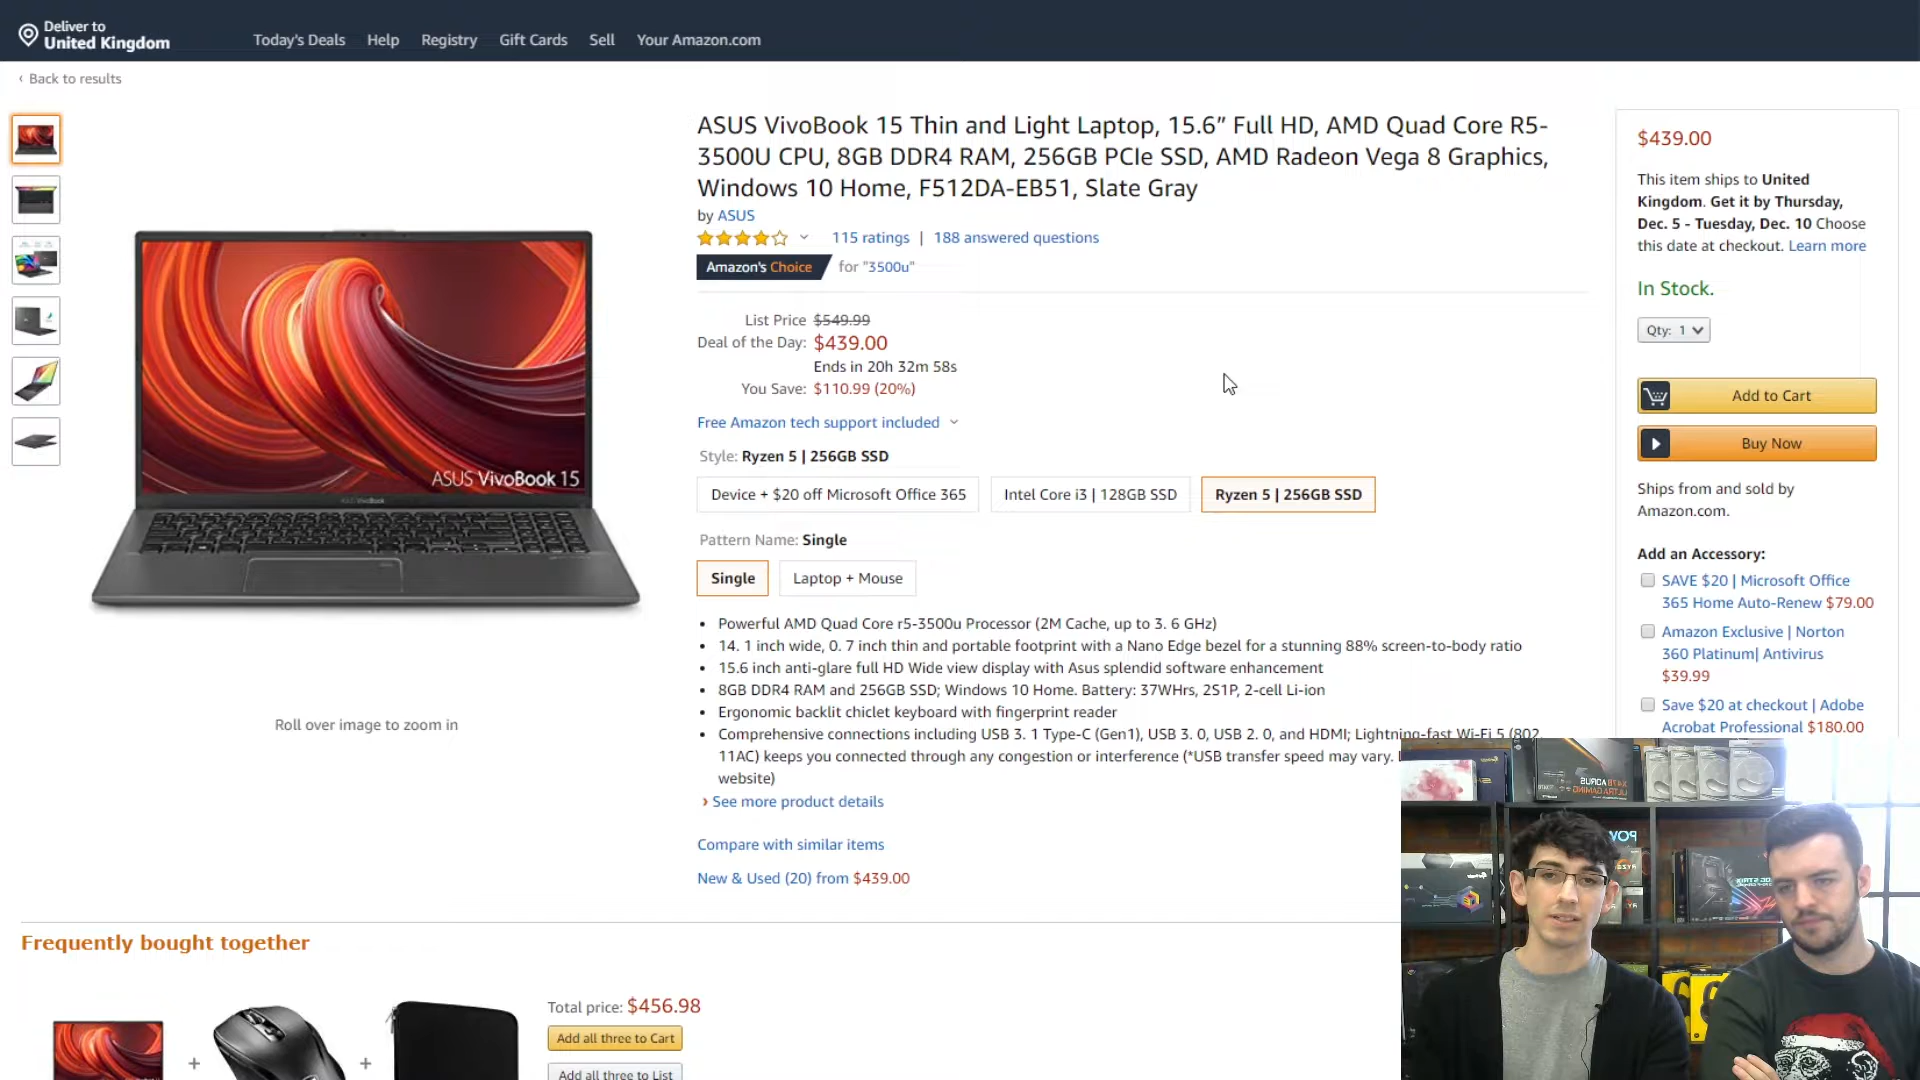 Deliver to
United Kingdom
Today's Deals Help Registry Gift Cards Sell Your Amazon.com
‹ Back to results
ASUS VivoBook 15 Thin and Light Laptop, 15.6” Full HD, AMD Quad Core R5-
3500U CPU, 8GB DDR4 RAM, 256GB PCIe SSD, AMD Radeon Vega 8 Graphics,
Windows 10 Home, F512DA-EB51, Slate Gray
by ASUS
115 ratings | 188 answered questions
Amazon's Choice for "3500u"
List Price $549.99
Deal of the Day: $439.00
Ends in 20h 32m 58s
You Save: $110.99 (20%)
Free Amazon tech support included
Style: Ryzen 5 | 256GB SSD
Device + $20 off Microsoft Office 365 Intel Core i3 | 128GB SSD Ryzen 5 | 256GB SSD
Pattern Name: Single
Single Laptop + Mouse
• Powerful AMD Quad Core r5-3500u Processor (2M Cache, up to 3. 6 GHz)
• 14. 1 inch wide, 0. 7 inch thin and portable footprint with a Nano Edge bezel for a stunning 88% screen-to-body ratio
• 15.6 inch anti-glare full HD Wide view display with Asus splendid software enhancement
• 8GB DDR4 RAM and 256GB SSD; Windows 10 Home. Battery: 37WHrs, 2S1P, 2-cell Li-ion
• Ergonomic backlit chiclet keyboard with fingerprint reader
• Comprehensive connections including USB 3. 1 Type-C (Gen1), USB 3. 0, USB 2. 0, and HDMI; Lightning-fast Wi-Fi 5 (802.
11AC) keeps you connected through any congestion or interference (*USB transfer speed may vary.
website)
› See more product details
Compare with similar items
New & Used (20) from $439.00
ASUS VivoBook 15
Roll over image to zoom in
$439.00
This item ships to United
Kingdom. Get it by Thursday,
Dec. 5 - Tuesday, Dec. 10 Choose
this date at checkout. Learn more
In Stock.
Qty: 1
Add to Cart
Buy Now
Ships from and sold by
Amazon.com.
Add an Accessory:
SAVE $20 | Microsoft Office
365 Home Auto-Renew $79.00
Amazon Exclusive | Norton
360 Platinum| Antivirus
$39.99
Save $20 at checkout | Adobe
Acrobat Professional $180.00
Frequently bought together
+ +
Total price: $456.98
Add all three to Cart
Add all three to List